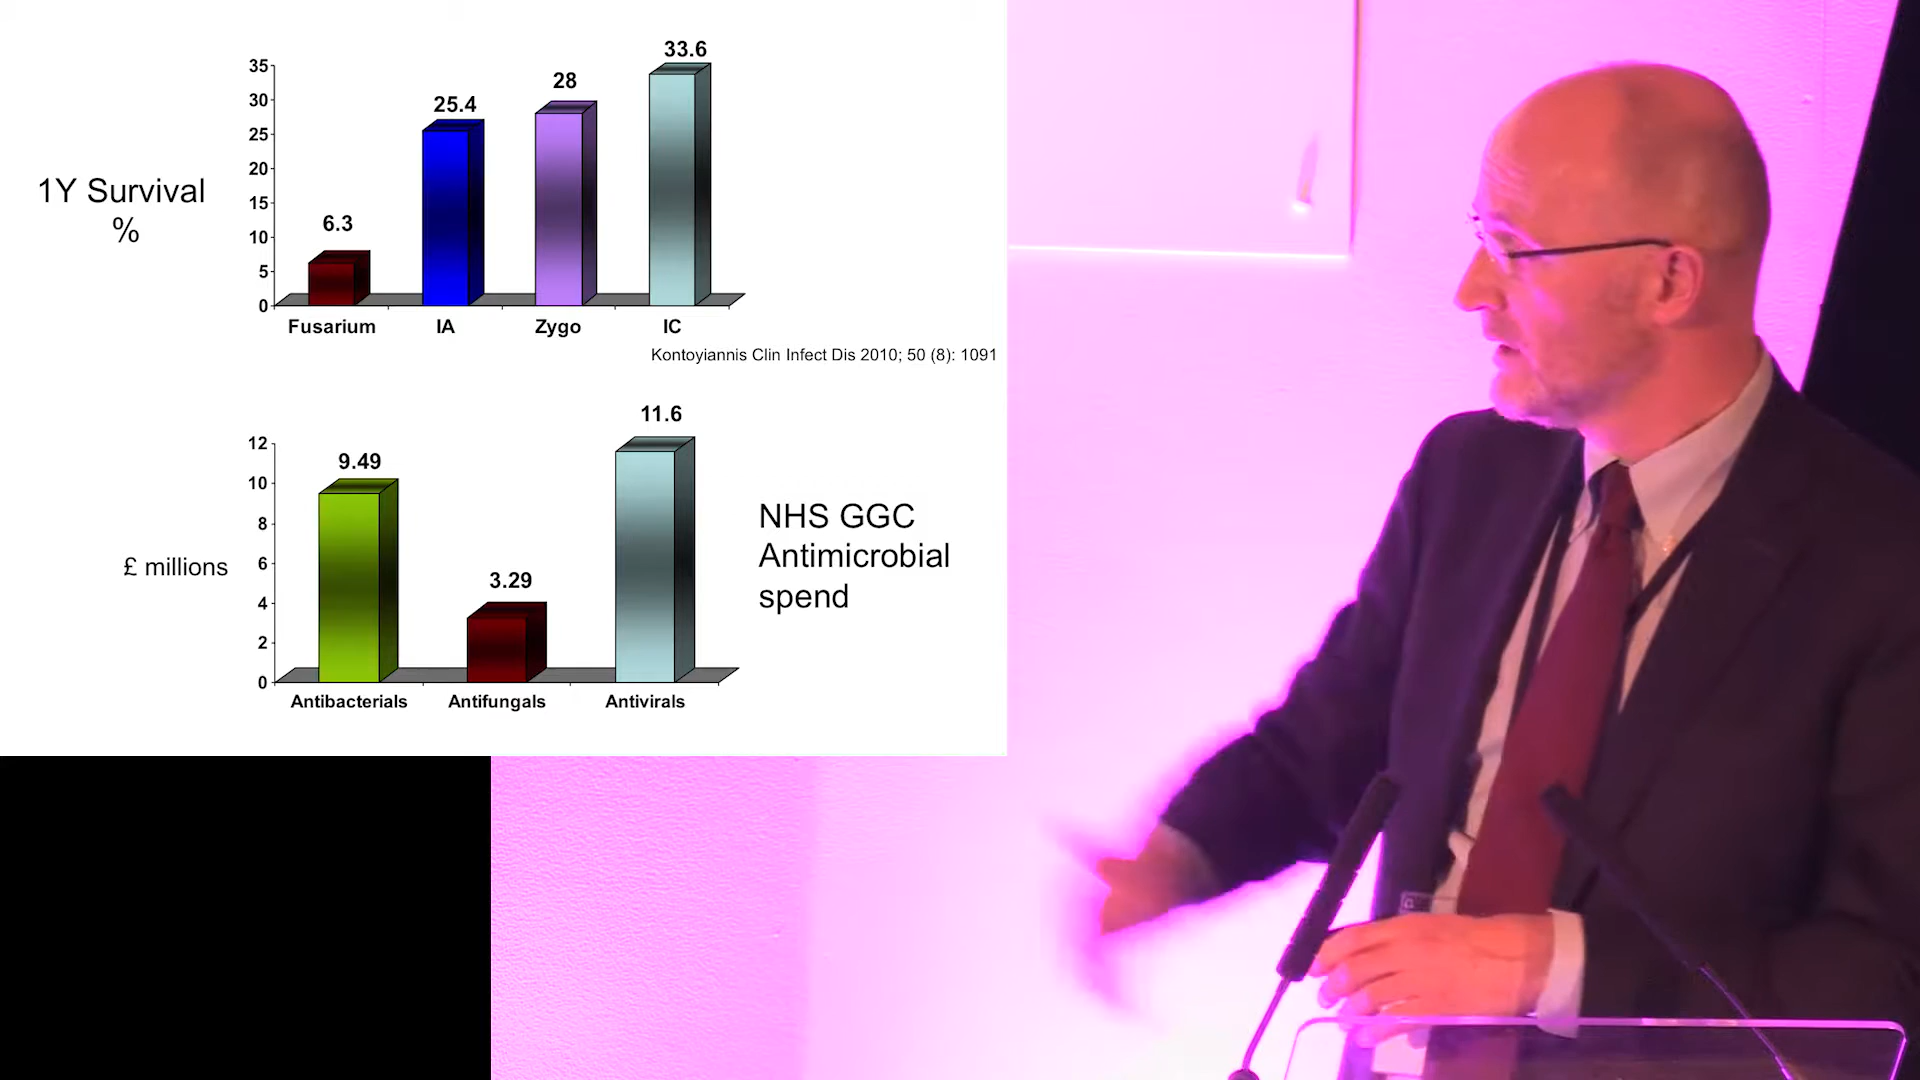 33.6
28
25.4
6.3
35
30
25
20
15
10
5
0
1Y Survival
%
Fusarium IA Zygo IC
Kontoyiannis Clin Infect Dis 2010; 50 (8): 1091
11.6
9.49
3.29
12
10
8
6
4
2
0
£ millions
NHS GGC
Antimicrobial
spend
Antibacterials Antifungals Antivirals